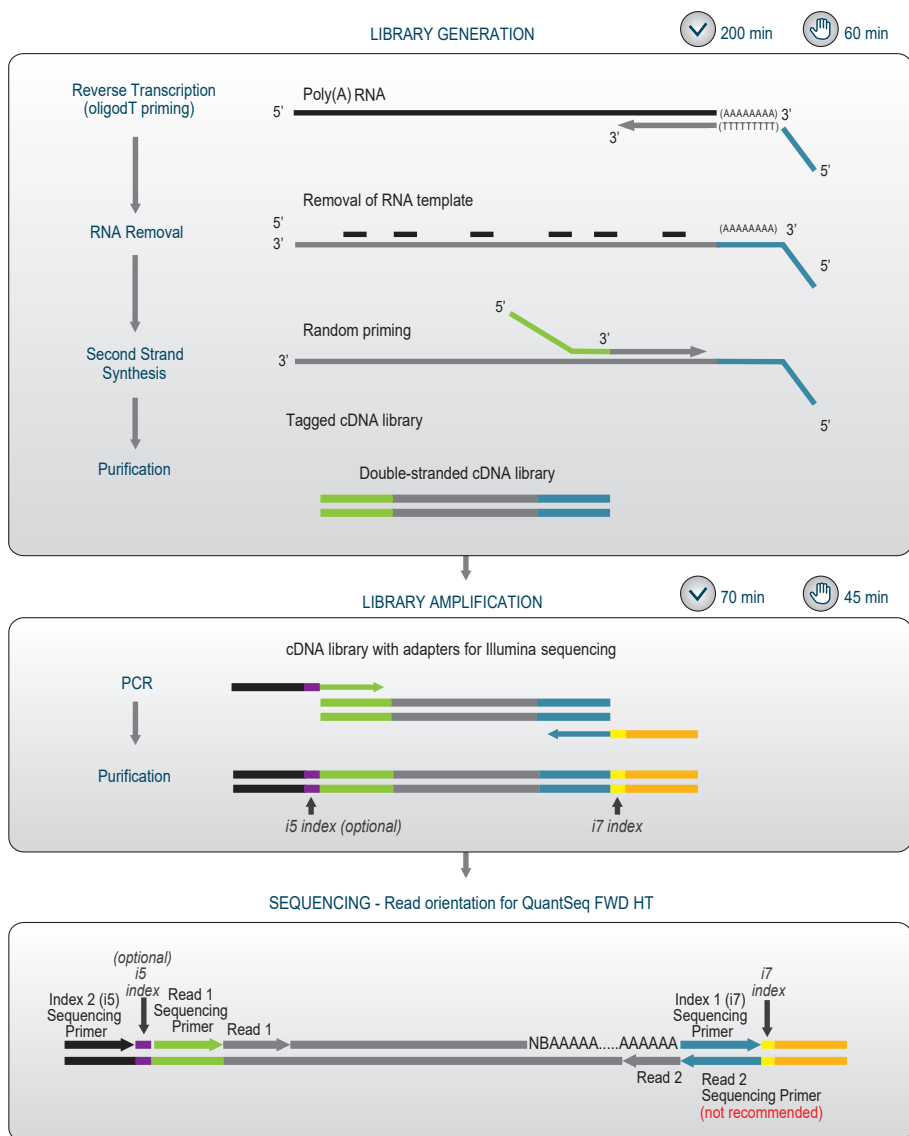 LIBRARY GENERATION
200 min
60 min
Reverse Transcription
(oligodT priming)
Poly(A) RNA
5’
(AAAAAAAA)
3’
3’
(TTTTTTTTT)
5’
Removal of RNA template
RNA Removal
5’
(AAAAAAAA)
3’
3’
5’
5’
Random priming
3’
Second Strand
Synthesis
3’
5’
Tagged cDNA library
Purification
Double-stranded cDNA library
LIBRARY AMPLIFICATION
70 min
45 min
cDNA library with adapters for Illumina sequencing
PCR
Purification
i5 index (optional)
i7 index
SEQUENCING - Read orientation for QuantSeq FWD HT
(optional)
i5
index
Index 2 (i5)
Sequencing
Primer
Read 1
Sequencing
Primer
Read 1
NBAAAAA.....AAAAAA
Index 1 (i7)
Sequencing
Primer
i7
index
Read 2
Read 2
Sequencing Primer
(not recommended)